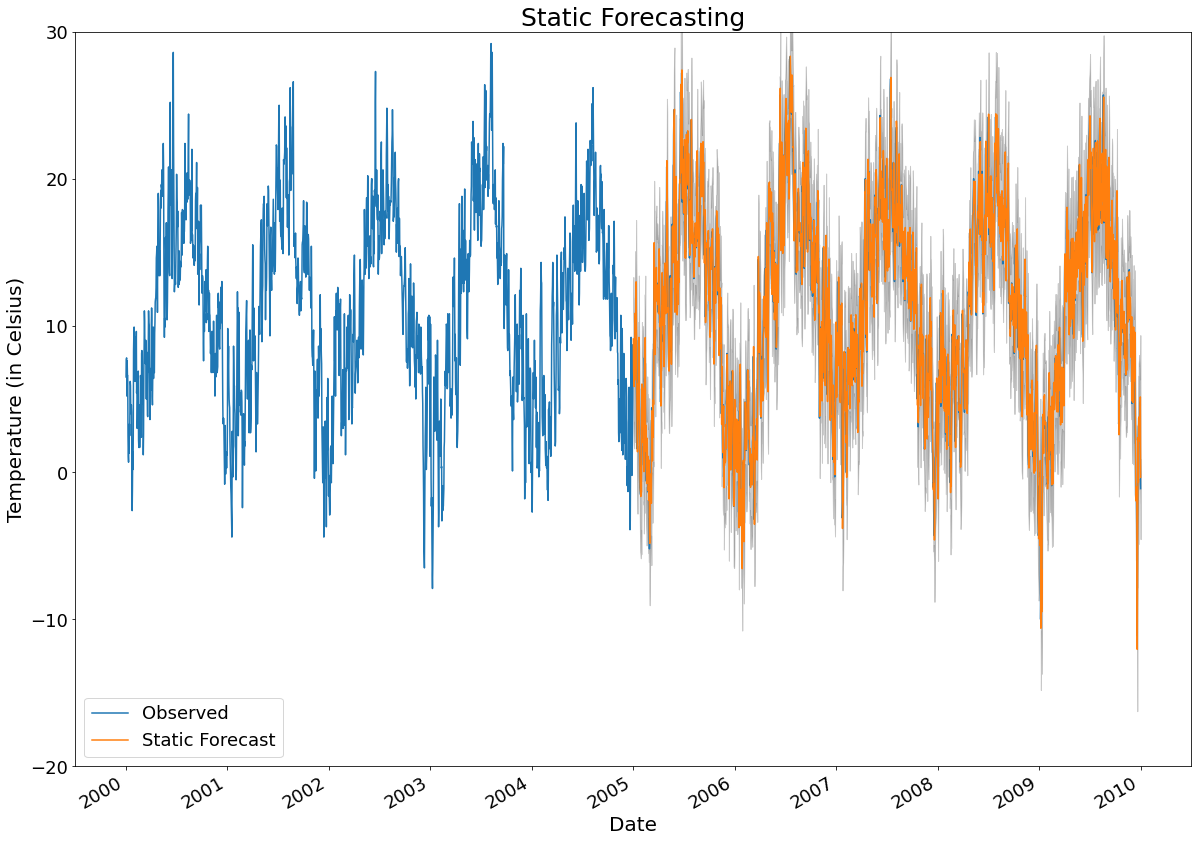 Static Forecasting
30
20
10
0
−10
−20
Temperature (in Celsius)
Observed
Static Forecast
2000 2001 2002 2003 2004 2005 2006 2007 2008 2009 2010
Date